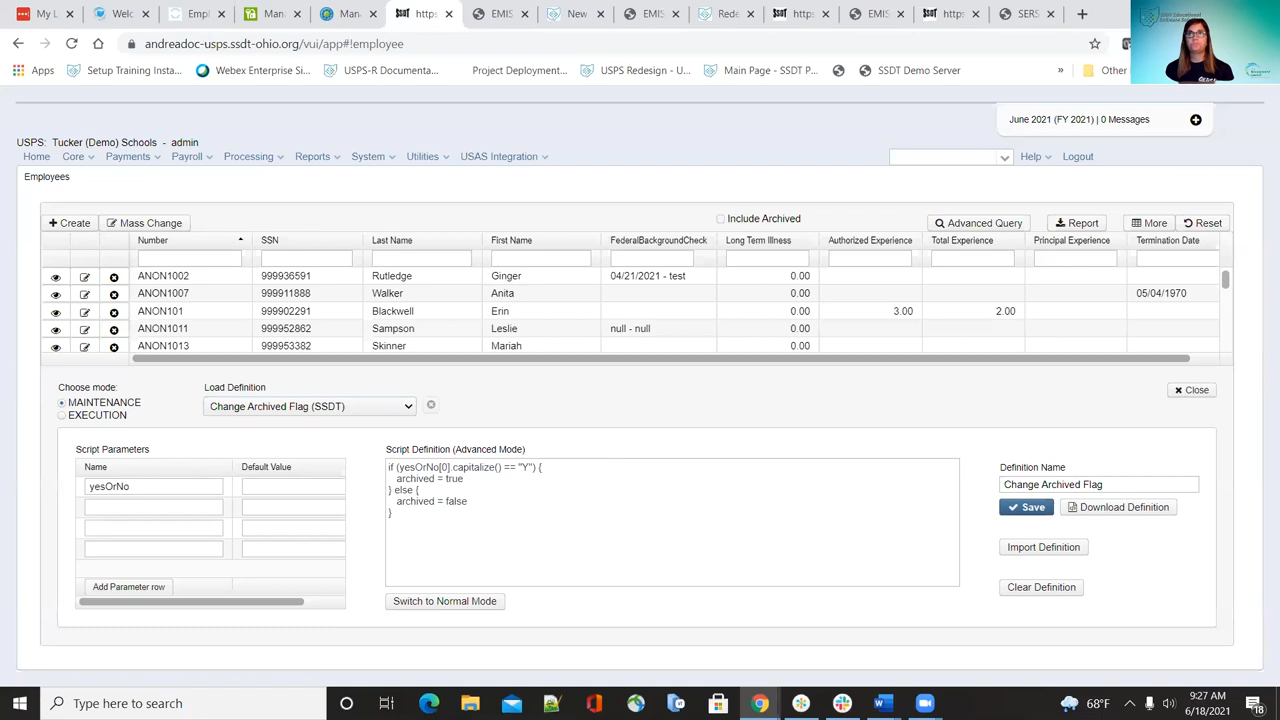 My L
Welc
Empl
Man
Mana
https
EMIS
New
EMIS
Rede
https
EMI
https
SERS
andreadoc-usps.ssdt-ohio.org/vui/app#!employee
Apps
Setup Training Insta...
Webex Enterprise Si...
USPS-R Documenta...
Project Deploymen...
USPS Redesign - U...
Main Page - SSDT P...
SSDT Demo Server
»
Other
June 2021 (FY 2021) | 0 Messages
USPS: Tucker (Demo) Schools - admin
Home
Core
Payments
Payroll
Processing
Reports
System
Utilities
USAS Integration
Help
Logout
Employees
Create
Mass Change
Include Archived
Advanced Query
Report
More
Reset
Number SSN Last Name First Name FederalBackgroundCheck Long Term Illness Authorized Experience Total Experience Principal Experience Termination Date
ANON1002 999936591 Rutledge Ginger 04/21/2021 - test 0.00
ANON1007 999911888 Walker Anita 0.00 05/04/1970
ANON101 999902291 Blackwell Erin 0.00 3.00 2.00
ANON1011 999952862 Sampson Leslie null - null 0.00
ANON1013 999953382 Skinner Mariah 0.00
Choose mode:
MAINTENANCE
EXECUTION
Load Definition
Change Archived Flag (SSDT)
Close
Script Parameters
Name Default Value
yesOrNo
Add Parameter row
Script Definition (Advanced Mode)
if (yesOrNo[0].capitalize() == "Y") {
archived = true
} else {
archived = false
}
Switch to Normal Mode
Definition Name
Change Archived Flag
Save
Download Definition
Import Definition
Clear Definition
Type here to search
68°F
9:27 AM
6/18/2021
18